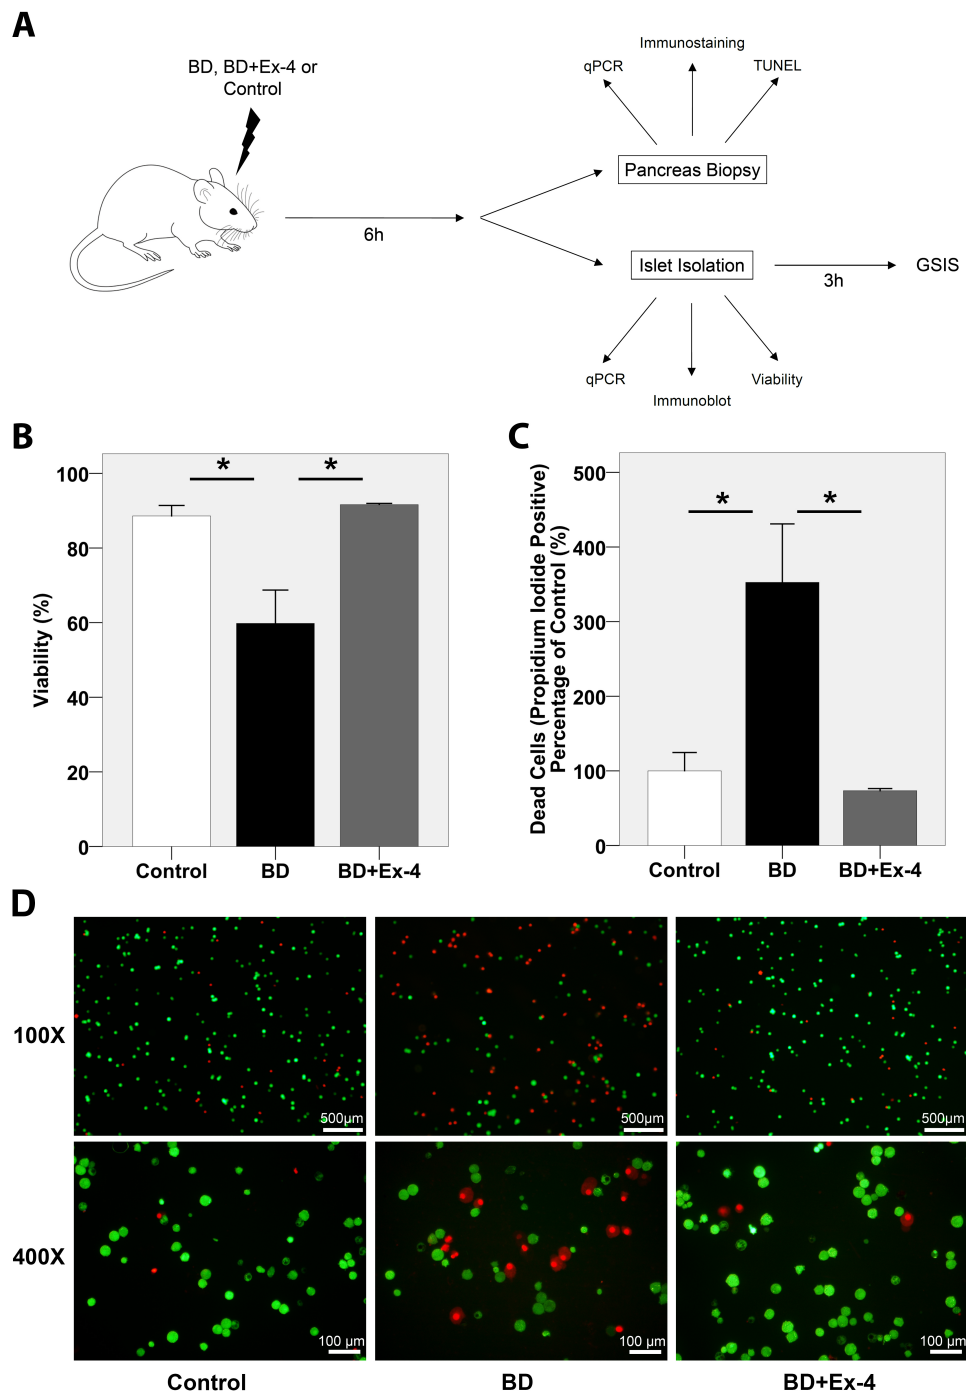 A
BD, BD+Ex-4 or
Control
6h
Immunostaining
qPCR
TUNEL
Pancreas Biopsy
Islet Isolation
3h
GSIS
qPCR
Immunoblot
Viability
B
Viability (%)
100
80
60
40
20
0
*
*
Control
BD
BD+Ex-4
C
Dead Cells (Propidium Iodide Positive)
Percentage of Control (%)
500
400
300
200
100
0
*
*
Control
BD
BD+Ex-4
D
100X
500µm
500µm
500µm
400X
100 µm
100 µm
100 µm
Control
BD
BD+Ex-4